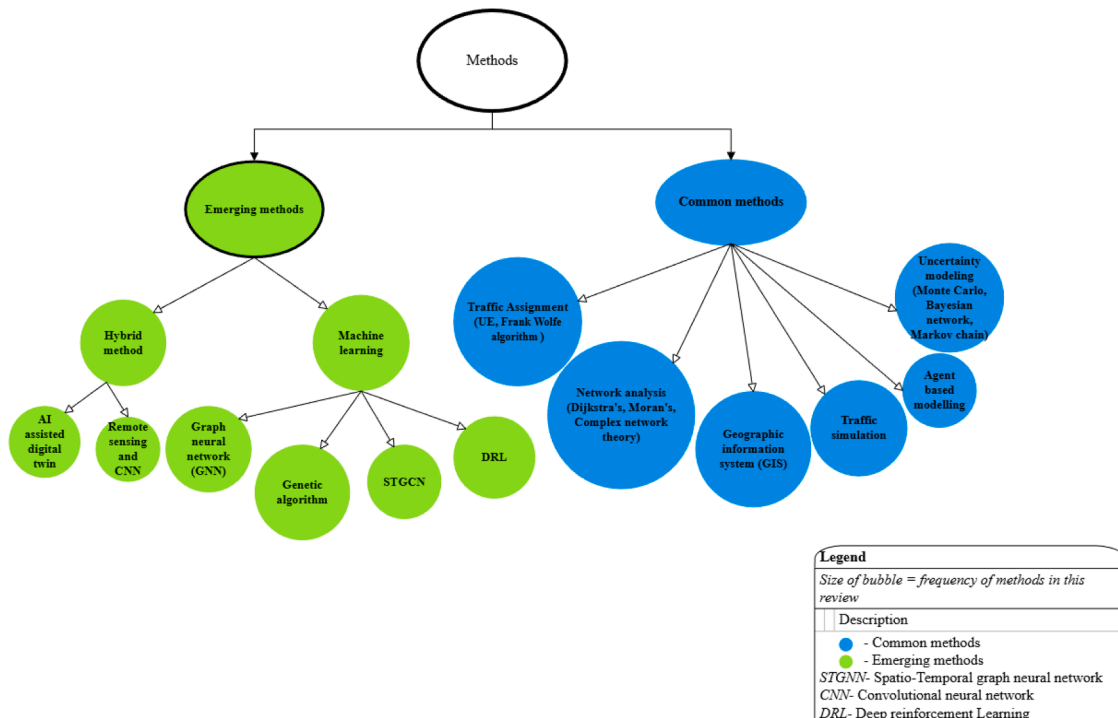 Methods
Emerging methods
Common methods
Hybrid
method
Machine
learning
AI
assisted
digital
twin
Remote
sensing
and
CNN
Graph
neural
network
(GNN)
Genetic
algorithm
STGCN
DRL
Traffic Assignment
(UE, Frank Wolfe
algorithm )
Network analysis
(Dijkstra's, Moran's,
Complex network
theory)
Geographic
information
system (GIS)
Traffic
simulation
Agent
based
modelling
Uncertainty
modeling
(Monte Carlo,
Bayesian
network,
Markov chain)
Legend
Size of bubble = frequency of methods in this
review
Description
- Common methods
- Emerging methods
STGNN- Spatio-Temporal graph neural network
CNN- Convolutional neural network
DRL- Deep reinforcement Learning